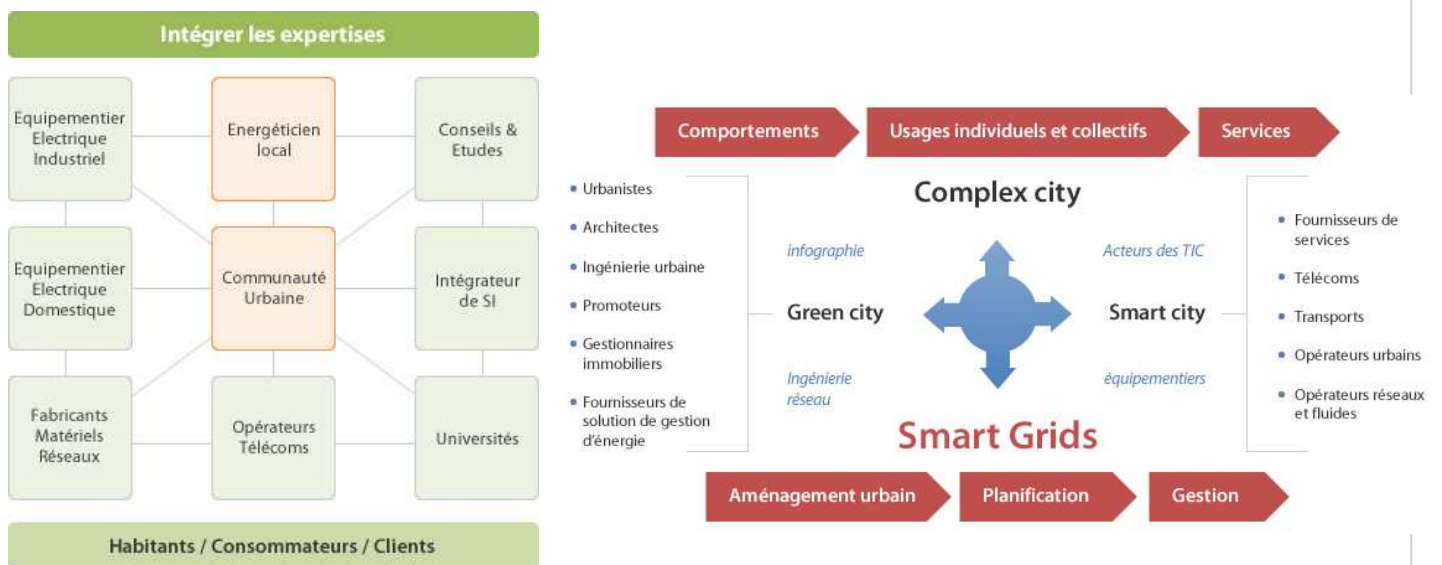 Intégrer les expertises
Equipementier
Electrique
Industriel
Energéticien
local
Conseils &
Etudes
Equipementier
Electrique
Domestique
Communauté
Urbaine
Intégrateur
de SI
Fabricants
Matériels
Réseaux
Opérateurs
Télécoms
Universités
Habitants / Consommateurs / Clients
Comportements
Usages individuels et collectifs
Services
• Urbanistes
• Architectes
• Ingénierie urbaine
• Promoteurs
• Gestionnaires
immobiliers
• Fournisseurs de
solution de gestion
d'énergie
Complex city
infographie
Acteurs des TIC
Green city
Smart city
Ingénierie
réseau
équipementiers
Smart Grids
• Fournisseurs de
services
• Télécoms
• Transports
• Opérateurs urbains
• Opérateurs réseaux
et fluides
Aménagement urbain
Planification
Gestion